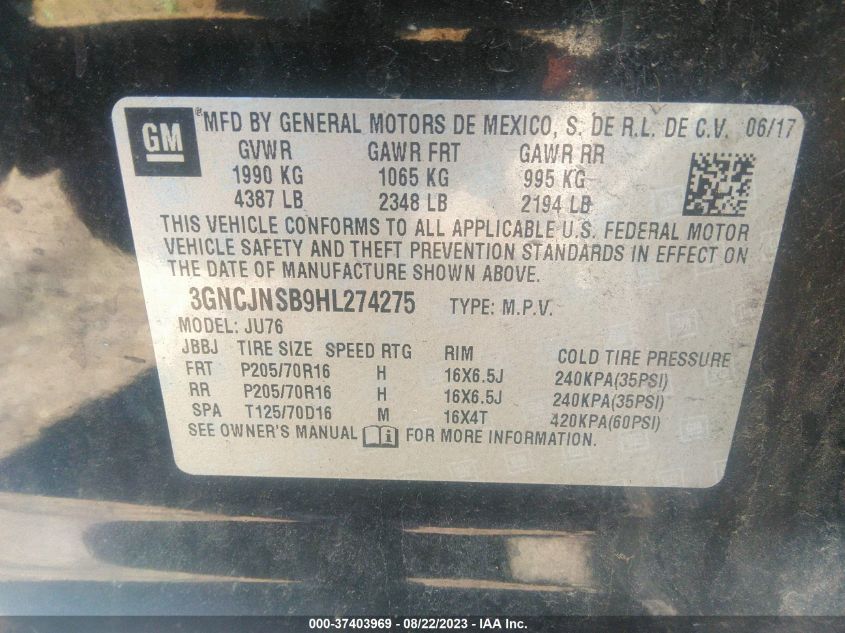 GM ® MFD BY GENERAL MOTORS DE MEXICO, S. DE R.L. DE C.V. 06/17
GVWR GAWR FRT GAWR RR
1990 KG 1065 KG 995 KG
4387 LB 2348 LB 2194 LB
THIS VEHICLE CONFORMS TO ALL APPLICABLE U.S. FEDERAL MOTOR
VEHICLE SAFETY AND THEFT PREVENTION STANDARDS IN EFFECT ON
THE DATE OF MANUFACTURE SHOWN ABOVE.
3GNCJNSB9HL274275 TYPE: M.P.V.
MODEL: JU76
JBBJ TIRE SIZE SPEED RTG RIM COLD TIRE PRESSURE
FRT P205/70R16 H 16X6.5J 240KPA(35PSI)
RR P205/70R16 H 16X6.5J 240KPA(35PSI)
SPA T125/70D16 M 16X4T 420KPA(60PSI)
SEE OWNER'S MANUAL FOR MORE INFORMATION.
000-37403969 - 08/22/2023 - IAA Inc.